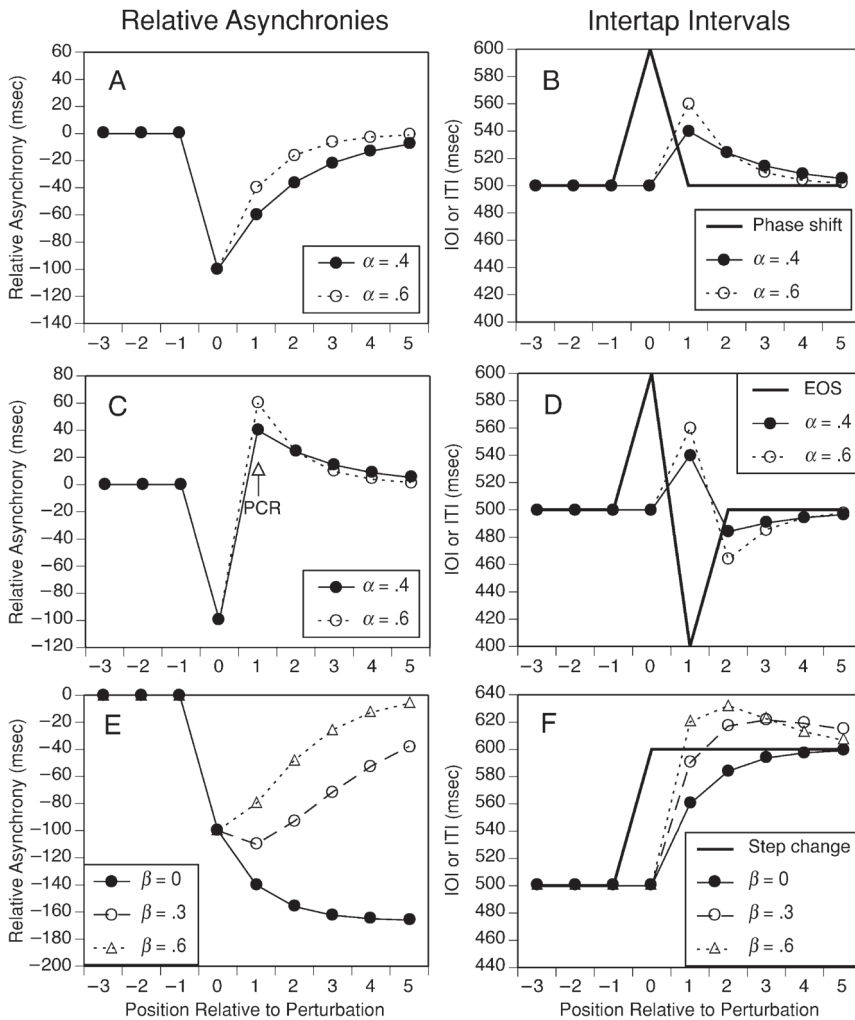 Relative Asynchronies
Intertap Intervals
A
Relative Asynchrony (msec)
60
40
20
0
−20
−40
−60
−80
−100
−120
−140
−3 −2 −1 0 1 2 3 4 5
α = .4
α = .6
B
IOI or ITI (msec)
600
580
560
540
520
500
480
460
440
420
400
−3 −2 −1 0 1 2 3 4 5
Phase shift
α = .4
α = .6
C
Relative Asynchrony (msec)
80
60
40
20
0
−20
−40
−60
−80
−100
−120
−3 −2 −1 0 1 2 3 4 5
PCR
α = .4
α = .6
D
IOI or ITI (msec)
600
580
560
540
520
500
480
460
440
420
400
−3 −2 −1 0 1 2 3 4 5
EOS
α = .4
α = .6
E
Relative Asynchrony (msec)
0
−20
−40
−60
−80
−100
−120
−140
−160
−180
−200
−3 −2 −1 0 1 2 3 4 5
β = 0
β = .3
β = .6
Position Relative to Perturbation
F
IOI or ITI (msec)
640
620
600
580
560
540
520
500
480
460
440
−3 −2 −1 0 1 2 3 4 5
Step change
β = 0
β = .3
β = .6
Position Relative to Perturbation